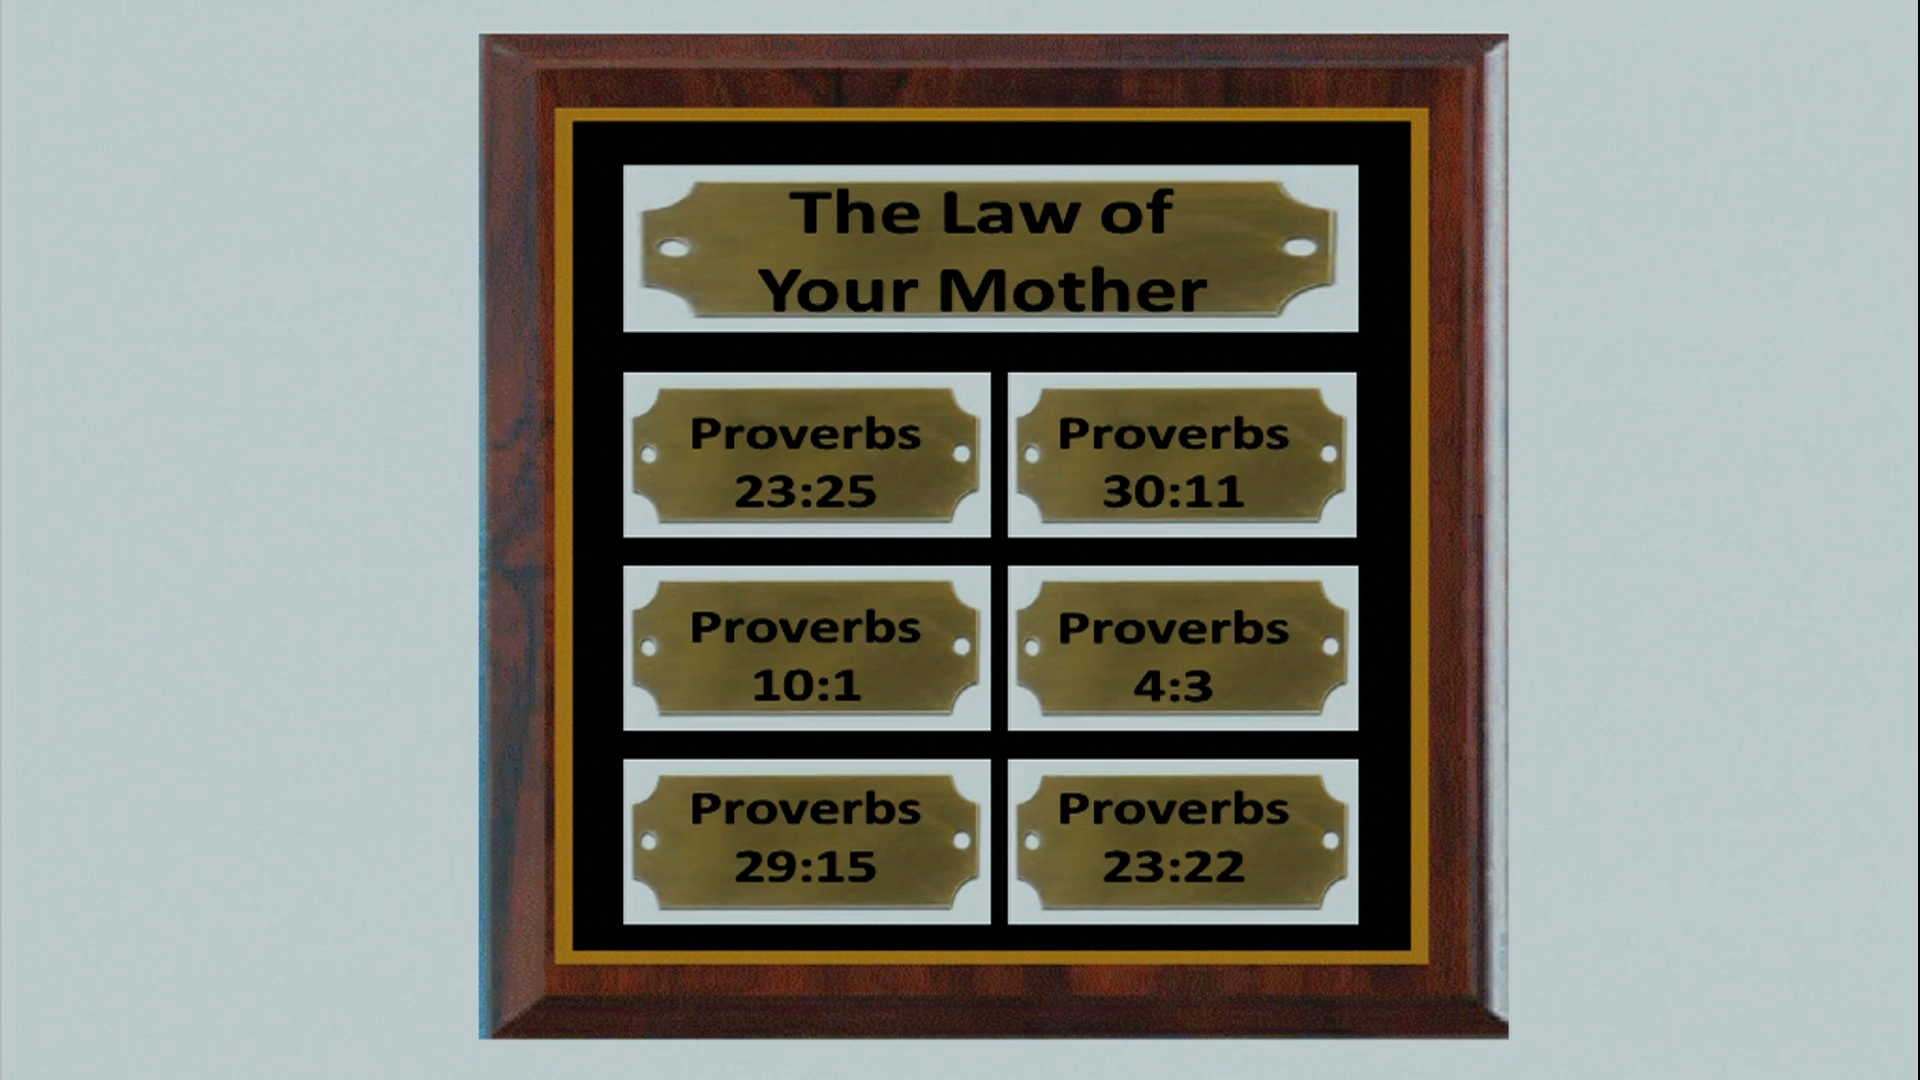 The Law of
Your Mother
Proverbs
23:25
Proverbs
30:11
Proverbs
10:1
Proverbs
4:3
Proverbs
29:15
Proverbs
23:22